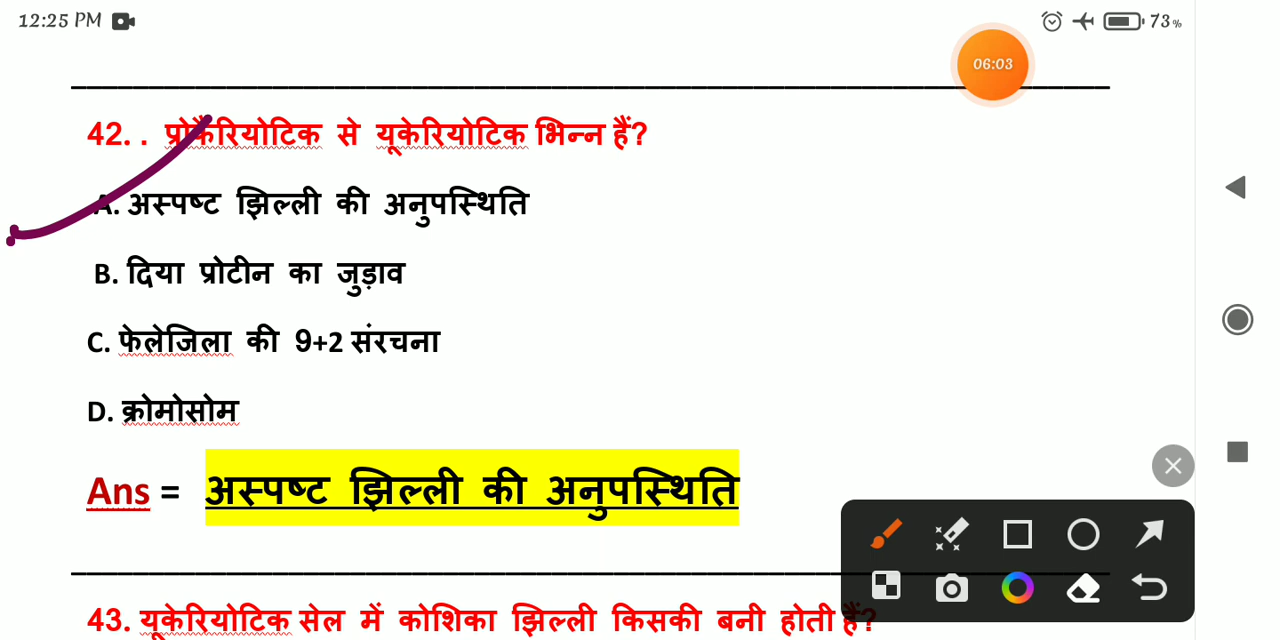 12:25 PM
73%
06:03
42. . प्रोकैरियोटिक से यूकेरियोटिक भिन्न हैं?
A. अस्पष्ट झिल्ली की अनुपस्थिति
B. दिया प्रोटीन का जुड़ाव
C. फेलेजिला की 9+2 संरचना
D. क्रोमोसोम
Ans = अस्पष्ट झिल्ली की अनुपस्थिति
43. यूकेरियोटिक सेल में कोशिका झिल्ली किसकी बनी होती हैं?